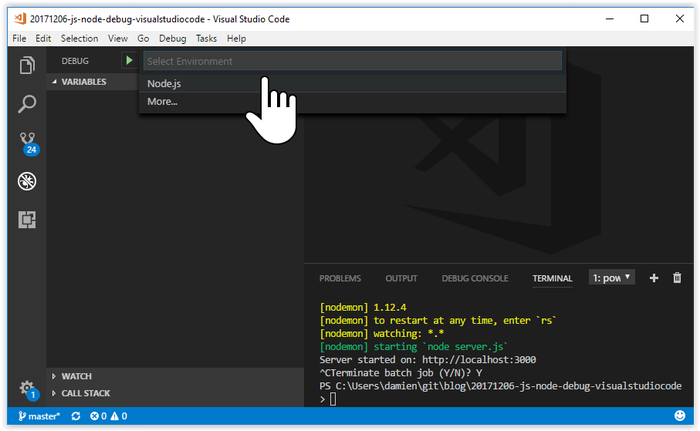 20171206-js-node-debug-visualstudiocode - Visual Studio Code
File Edit Selection View Go Debug Tasks Help
DEBUG
Select Environment
Node.js
More...
VARIABLES
24
PROBLEMS OUTPUT DEBUG CONSOLE TERMINAL 1: pow
[nodemon] 1.12.4
[nodemon] to restart at any time, enter `rs`
[nodemon] watching: *.*
[nodemon] starting `node server.js`
Server started on: http://localhost:3000
^CTerminate batch job (Y/N)? Y
PS C:\Users\damien\git\blog\20171206-js-node-debug-visualstudiocode
>
WATCH
CALL STACK
1
master* 0 0